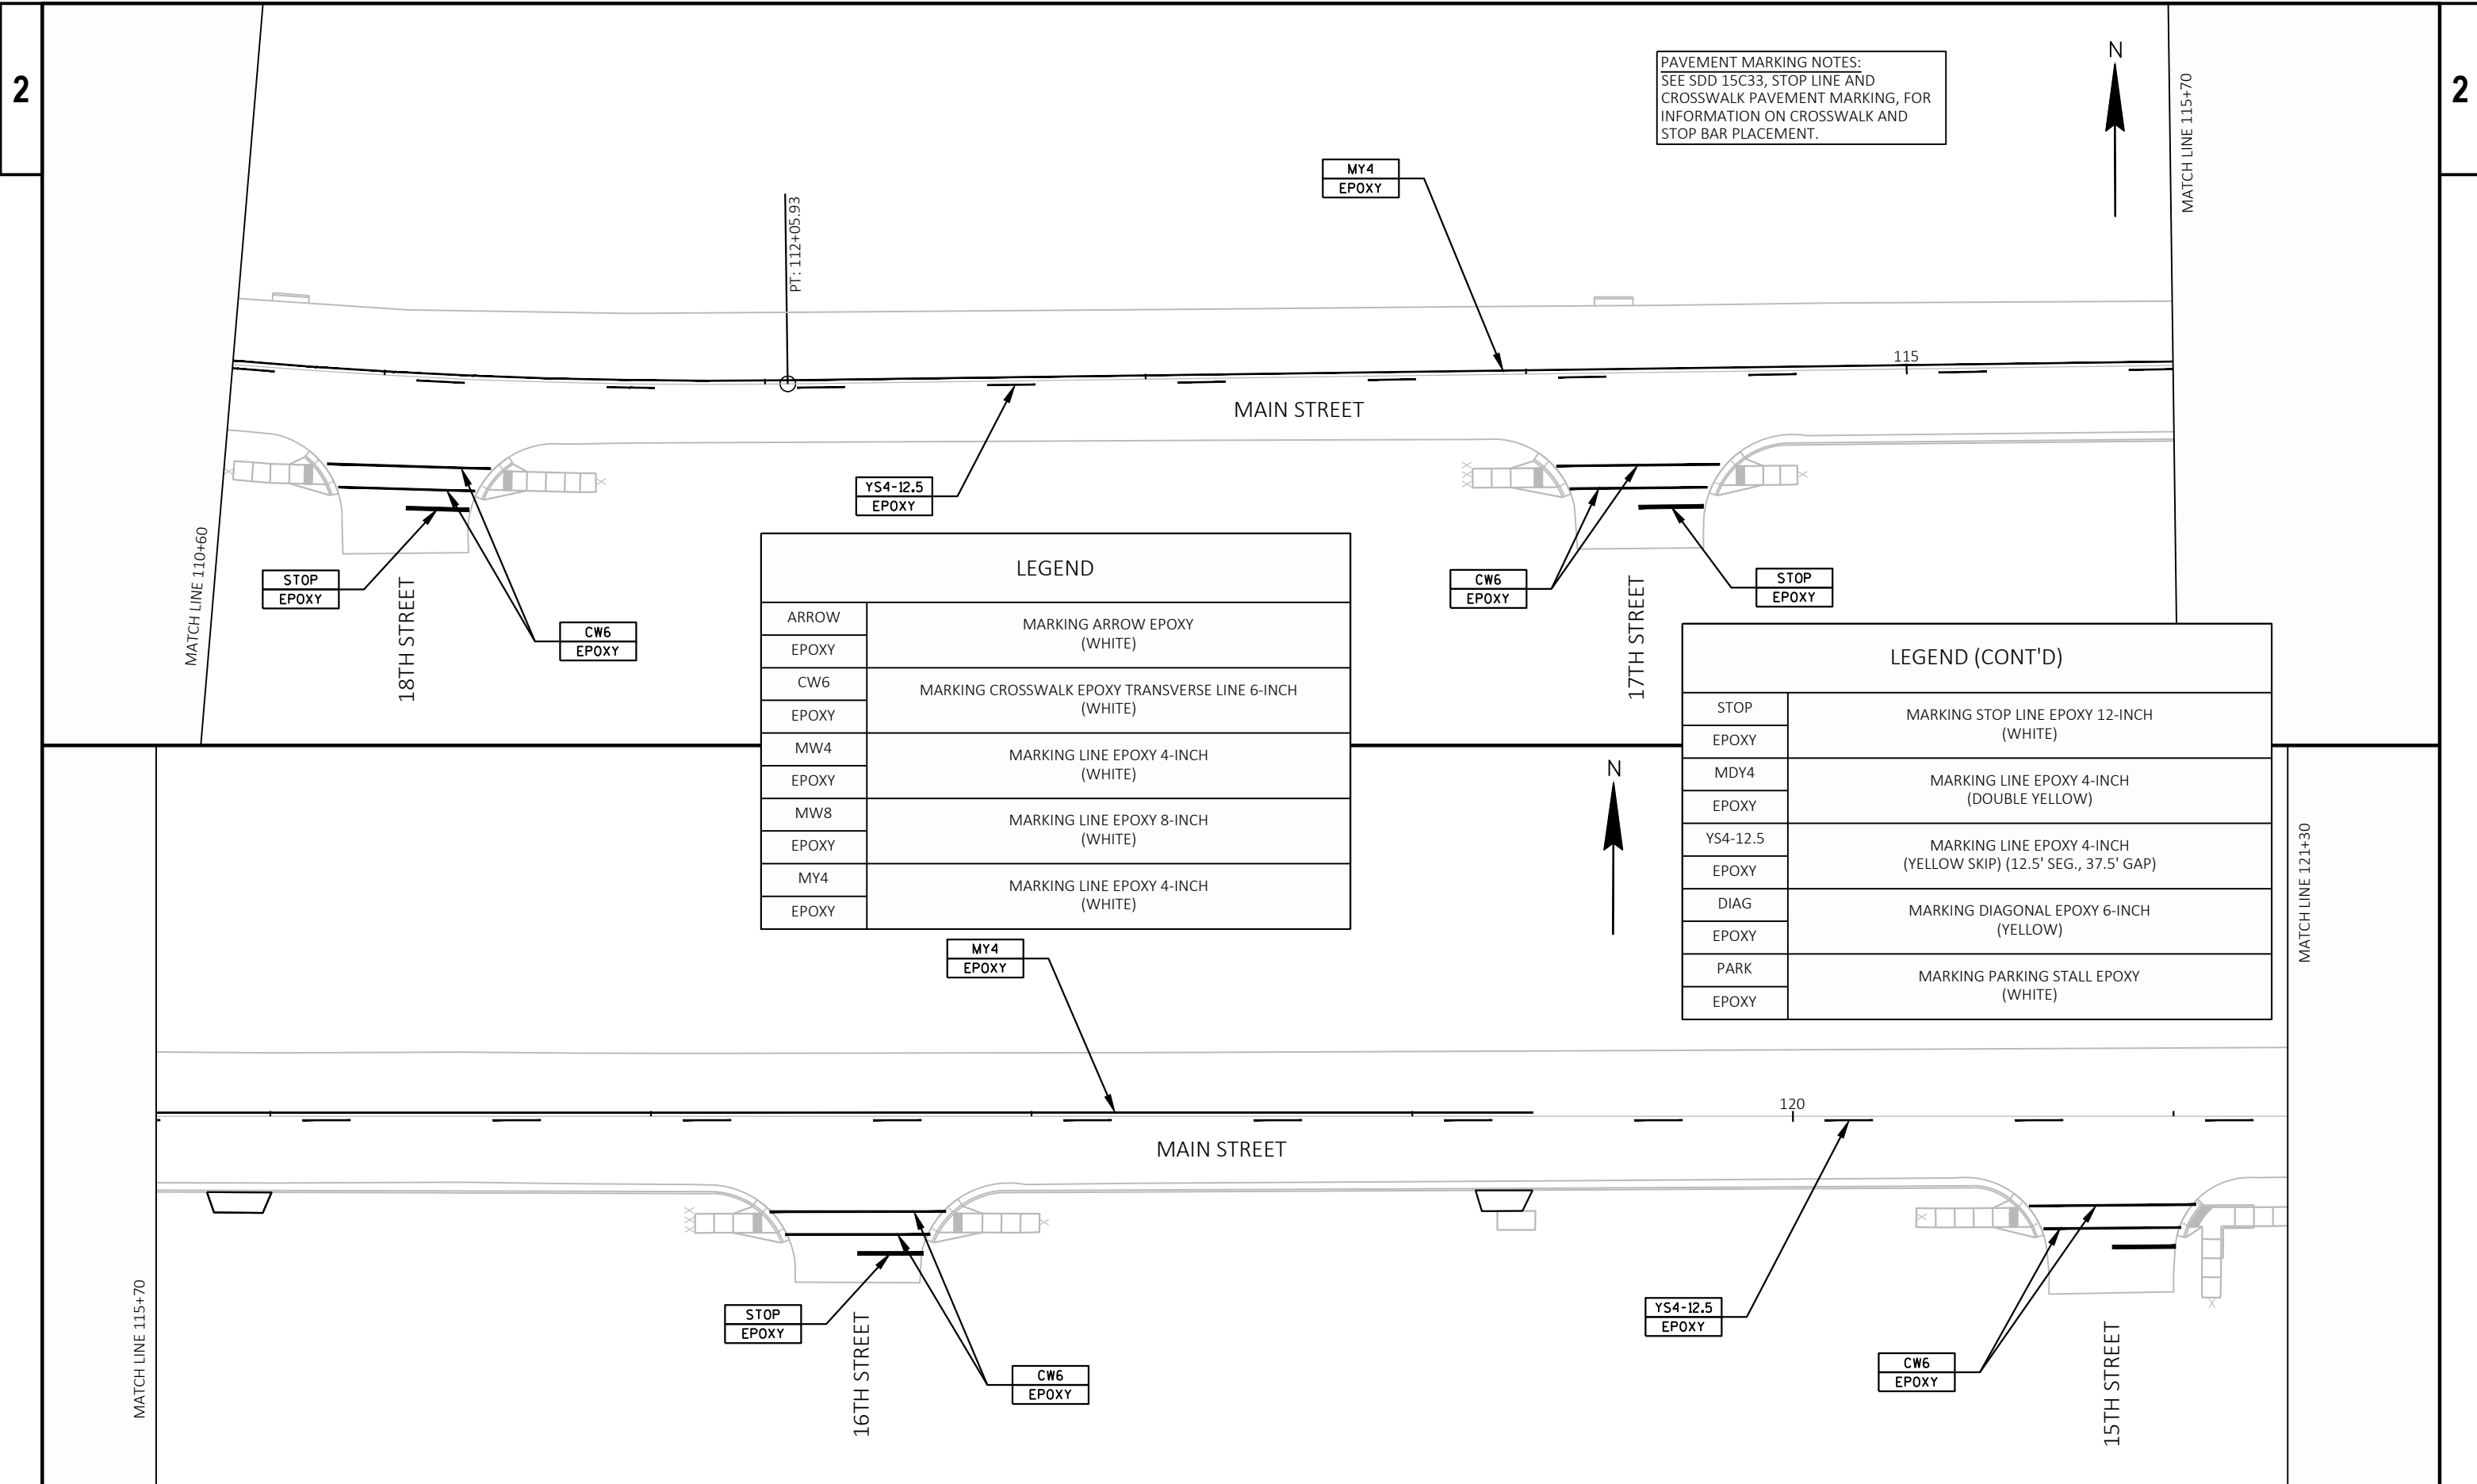 2
2
PAVEMENT MARKING NOTES:
SEE SDD 15C33, STOP LINE AND
CROSSWALK PAVEMENT MARKING, FOR
INFORMATION ON CROSSWALK AND
STOP BAR PLACEMENT.
N
MATCH LINE 115+70
MY4
EPOXY
PT: 112+05.93
115
MAIN STREET
YS4-12.5
EPOXY
MATCH LINE 110+60
STOP
EPOXY
18TH STREET
CW6
EPOXY
CW6
EPOXY
17TH STREET
STOP
EPOXY
LEGEND
ARROW
EPOXY
MARKING ARROW EPOXY
(WHITE)
CW6
EPOXY
MARKING CROSSWALK EPOXY TRANSVERSE LINE 6-INCH
(WHITE)
MW4
EPOXY
MARKING LINE EPOXY 4-INCH
(WHITE)
MW8
EPOXY
MARKING LINE EPOXY 8-INCH
(WHITE)
MY4
EPOXY
MARKING LINE EPOXY 4-INCH
(WHITE)
LEGEND (CONT'D)
STOP
EPOXY
MARKING STOP LINE EPOXY 12-INCH
(WHITE)
MDY4
EPOXY
MARKING LINE EPOXY 4-INCH
(DOUBLE YELLOW)
YS4-12.5
EPOXY
MARKING LINE EPOXY 4-INCH
(YELLOW SKIP) (12.5' SEG., 37.5' GAP)
DIAG
EPOXY
MARKING DIAGONAL EPOXY 6-INCH
(YELLOW)
PARK
EPOXY
MARKING PARKING STALL EPOXY
(WHITE)
N
MATCH LINE 121+30
MY4
EPOXY
120
MAIN STREET
MATCH LINE 115+70
STOP
EPOXY
16TH STREET
CW6
EPOXY
YS4-12.5
EPOXY
CW6
EPOXY
15TH STREET